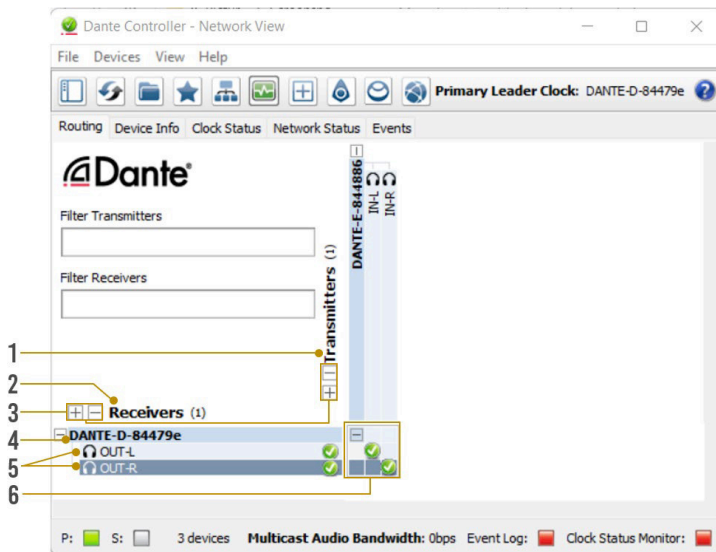 Dante Controller - Network View
File Devices View Help
Primary Leader Clock: DANTE-D-84479e ?
Routing Device Info Clock Status Network Status Events
Dante®
Filter Transmitters
Filter Receivers
DANTE-E-844886
IN-L
IN-R
Transmitters (1)
1
2
3
Receivers (1)
4
DANTE-D-84479e
5
OUT-L
OUT-R
6
P: S: 3 devices Multicast Audio Bandwidth: 0bps Event Log: Clock Status Monitor: